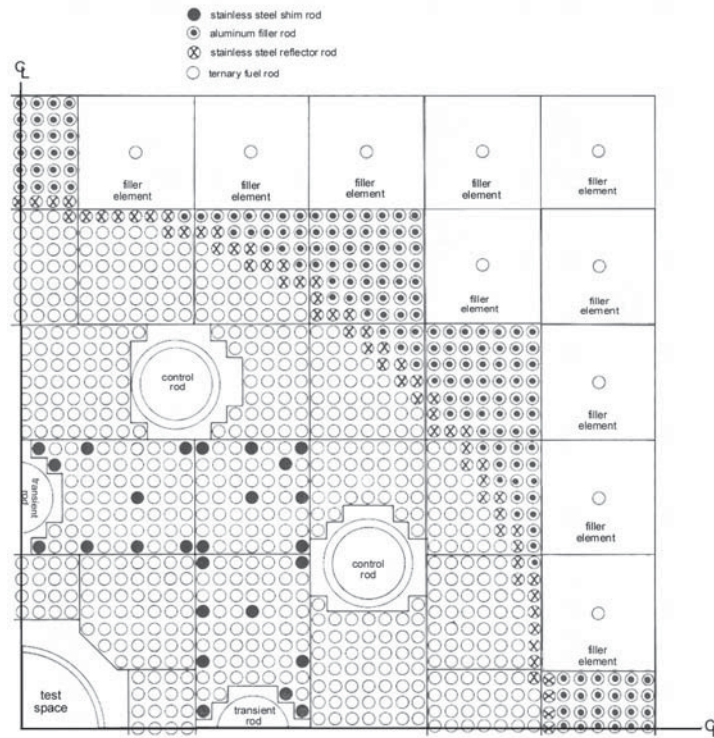 stainless steel shim rod
aluminum filler rod
stainless steel reflector rod
ternary fuel rod
CL
filler
element
filler
element
filler
element
filler
element
filler
element
filler
element
filler
element
control
rod
filler
element
transient
rod
filler
element
control
rod
filler
element
test
space
transient
rod
CL